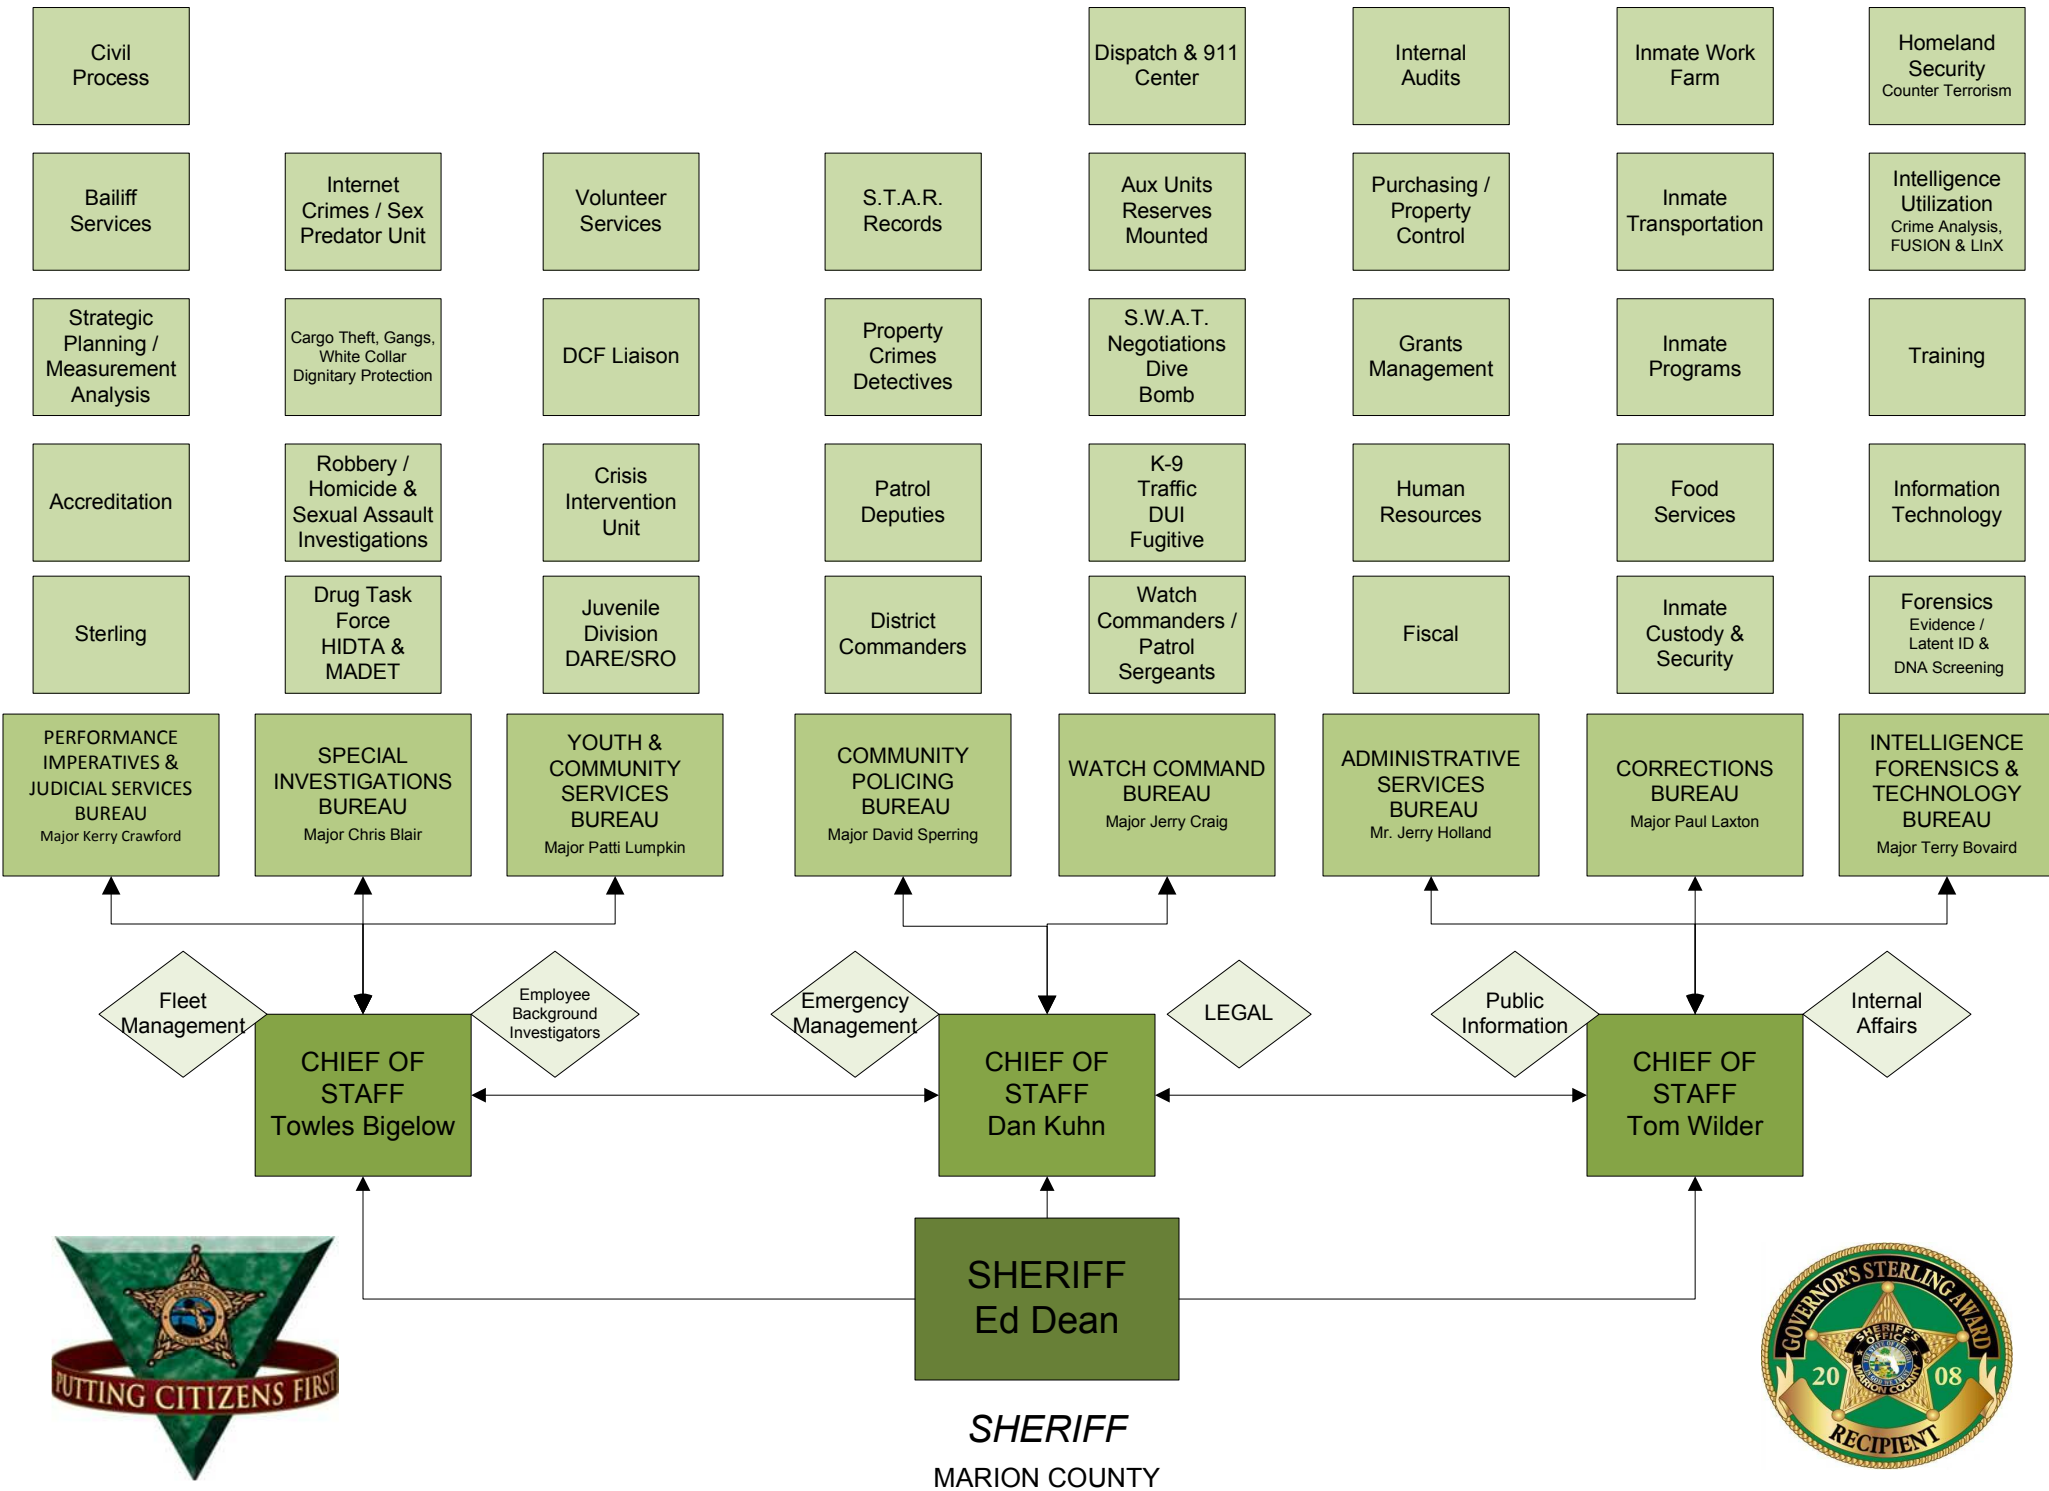 Civil
Process
Dispatch & 911
Center
Internal
Audits
Inmate Work
Farm
Homeland
Security
Counter Terrorism
Bailiff
Services
Internet
Crimes / Sex
Predator Unit
Volunteer
Services
S.T.A.R.
Records
Aux Units
Reserves
Mounted
Purchasing /
Property
Control
Inmate
Transportation
Intelligence
Utilization
Crime Analysis,
FUSION & LInX
Strategic
Planning /
Measurement
Analysis
Cargo Theft, Gangs,
White Collar
Dignitary Protection
DCF Liaison
Property
Crimes
Detectives
S.W.A.T.
Negotiations
Dive
Bomb
Grants
Management
Inmate
Programs
Training
Accreditation
Robbery /
Homicide &
Sexual Assault
Investigations
Crisis
Intervention
Unit
Patrol
Deputies
K-9
Traffic
DUI
Fugitive
Human
Resources
Food
Services
Information
Technology
Sterling
Drug Task
Force
HIDTA &
MADET
Juvenile
Division
DARE/SRO
District
Commanders
Watch
Commanders /
Patrol
Sergeants
Fiscal
Inmate
Custody &
Security
Forensics
Evidence /
Latent ID &
DNA Screening
PERFORMANCE
IMPERATIVES &
JUDICIAL SERVICES
BUREAU
Major Kerry Crawford
SPECIAL
INVESTIGATIONS
BUREAU
Major Chris Blair
YOUTH &
COMMUNITY
SERVICES
BUREAU
Major Patti Lumpkin
COMMUNITY
POLICING
BUREAU
Major David Sperring
WATCH COMMAND
BUREAU
Major Jerry Craig
ADMINISTRATIVE
SERVICES
BUREAU
Mr. Jerry Holland
CORRECTIONS
BUREAU
Major Paul Laxton
INTELLIGENCE
FORENSICS &
TECHNOLOGY
BUREAU
Major Terry Bovaird
Fleet
Management
Employee
Background
Investigators
Emergency
Management
LEGAL
Public
Information
Internal
Affairs
CHIEF OF
STAFF
Towles Bigelow
CHIEF OF
STAFF
Dan Kuhn
CHIEF OF
STAFF
Tom Wilder
SHERIFF
Ed Dean
COUNTY
PUTTING CITIZENS FIRST
GOVERNOR'S STERLING AWARD
SHERIFF'S
OFFICE
MARION COUNTY
20 08
RECIPIENT
SHERIFF
MARION COUNTY